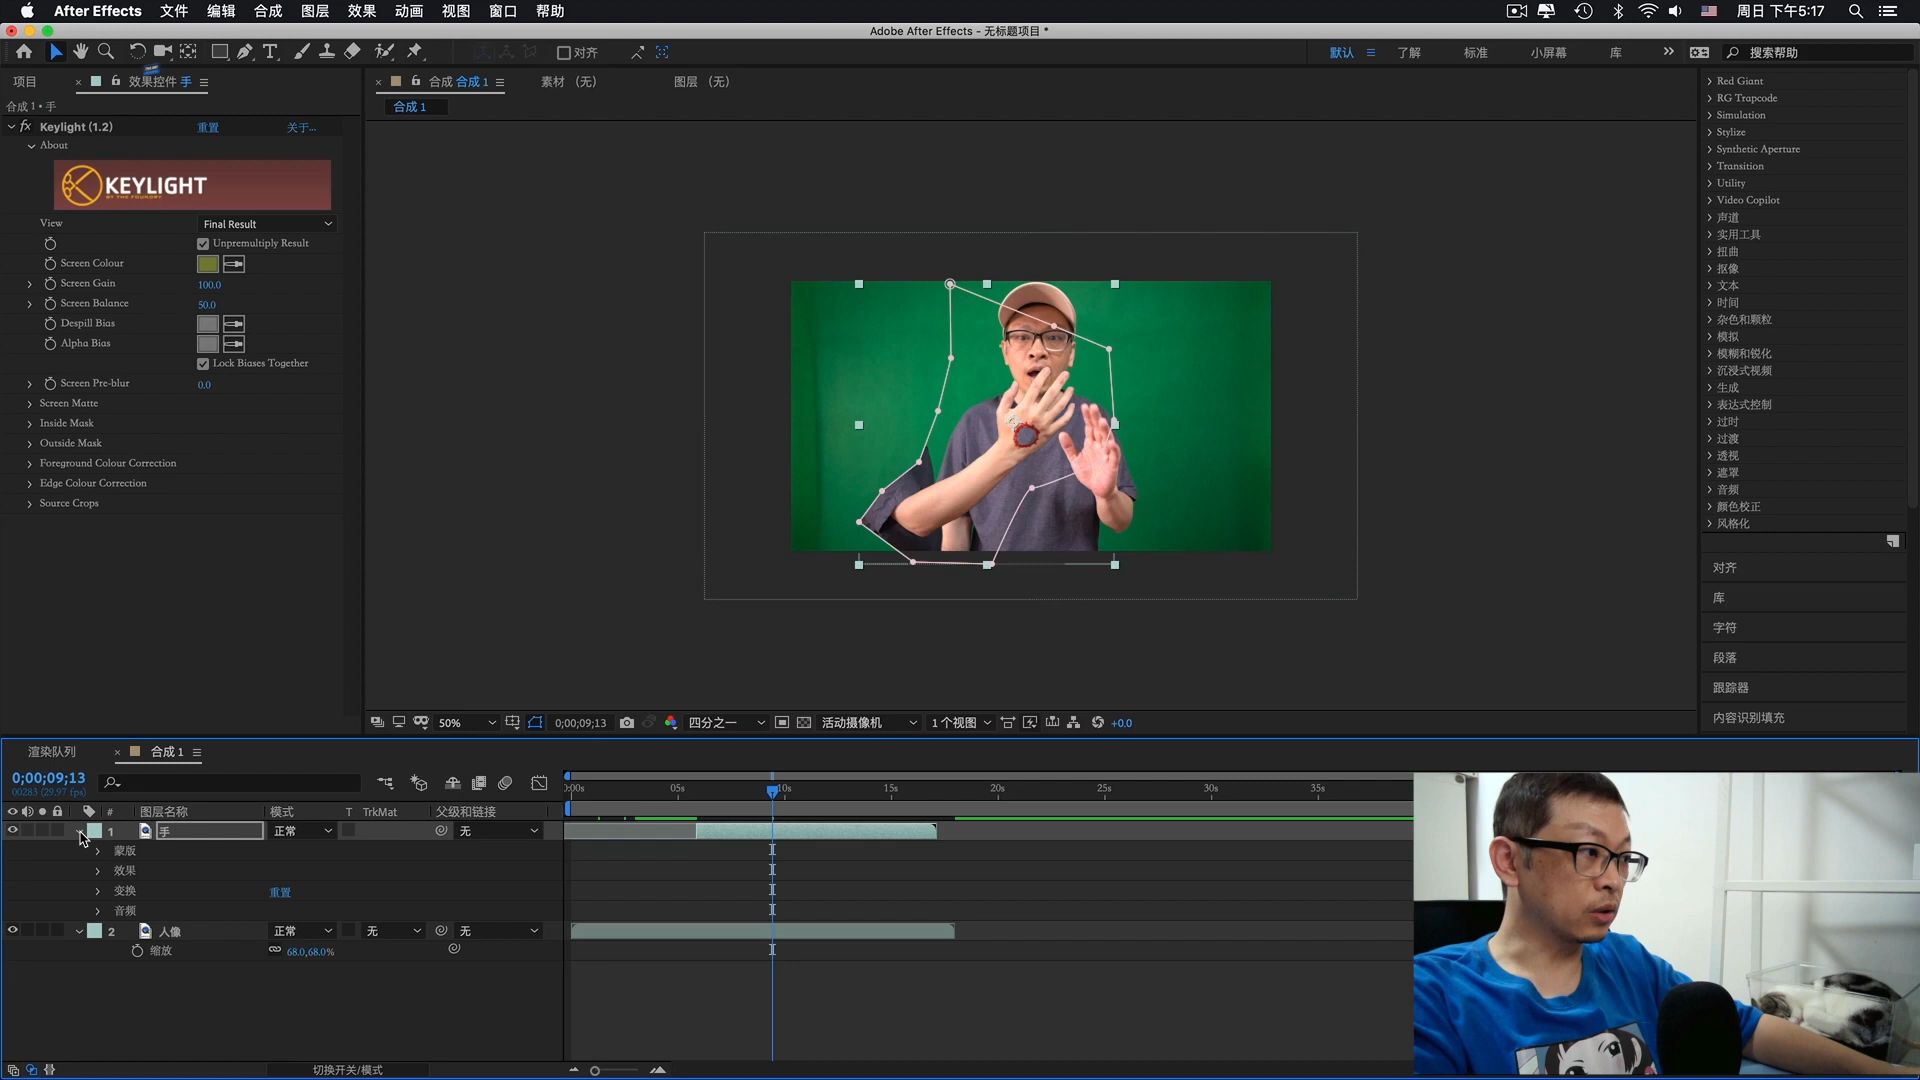 After Effects 文件 编辑 合成 图层 效果 动画 视图 窗口 帮助 周日 下午5:17
Adobe After Effects - 无标题项目 *
对齐 默认 了解 标准 小屏幕 库 搜索帮助
项目 效果控件 手
合成 1 • 手
Keylight (1.2) 重置 关于...
About
KEYLIGHT
BY THE FOUNDRY
View Final Result
Unpremultiply Result
Screen Colour
Screen Gain 100.0
Screen Balance 50.0
Despill Bias
Alpha Bias
Lock Biases Together
Screen Pre-blur 0.0
Screen Matte
Inside Mask
Outside Mask
Foreground Colour Correction
Edge Colour Correction
Source Crops
合成 合成 1 素材 (无) 图层 (无)
合成 1
50% 0;00;09;13 四分之一 活动摄像机 1 个视图 +0.0
Red Giant
RG Trapcode
Simulation
Stylize
Synthetic Aperture
Transition
Utility
Video Copilot
声道
实用工具
扭曲
抠像
文本
时间
杂色和颗粒
模拟
模糊和锐化
沉浸式视频
生成
表达式控制
过时
过渡
透视
遮罩
音频
颜色校正
风格化
对齐
库
字符
段落
跟踪器
内容识别填充
渲染队列 合成 1
0;00;09;13
00283 (29.97 fps)
# 图层名称 模式 T TrkMat 父级和链接
:00s 05s 10s 15s 20s 25s 30s 35s
1 手 正常 无
蒙版
效果
变换 重置
音频
2 人像 正常 无 无
缩放 68.0,68.0%
切换开关/模式